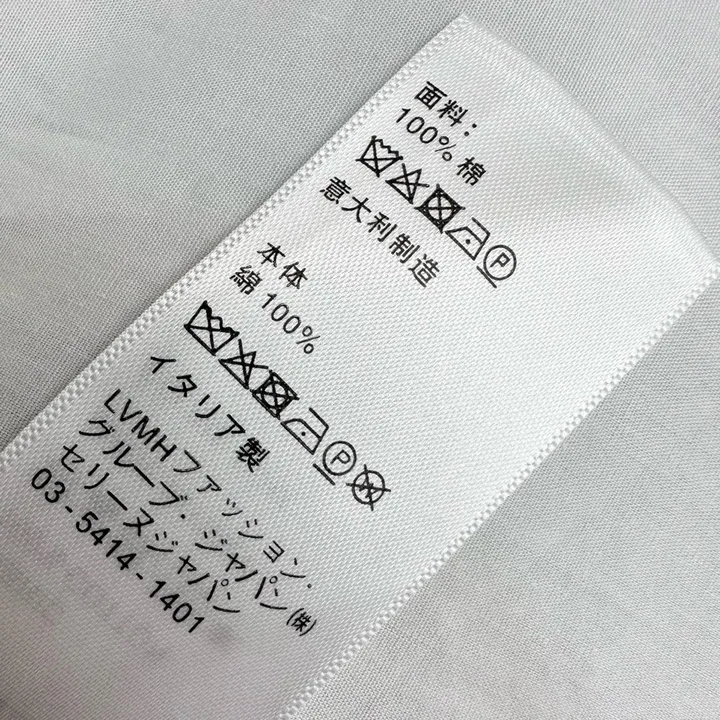 面料：
100% 棉
意大利制造
本体
綿 100%
イタリア製
LVMHファッション・
グループ・ジャパン㈱
セリーヌジャパン
03-5414-1401